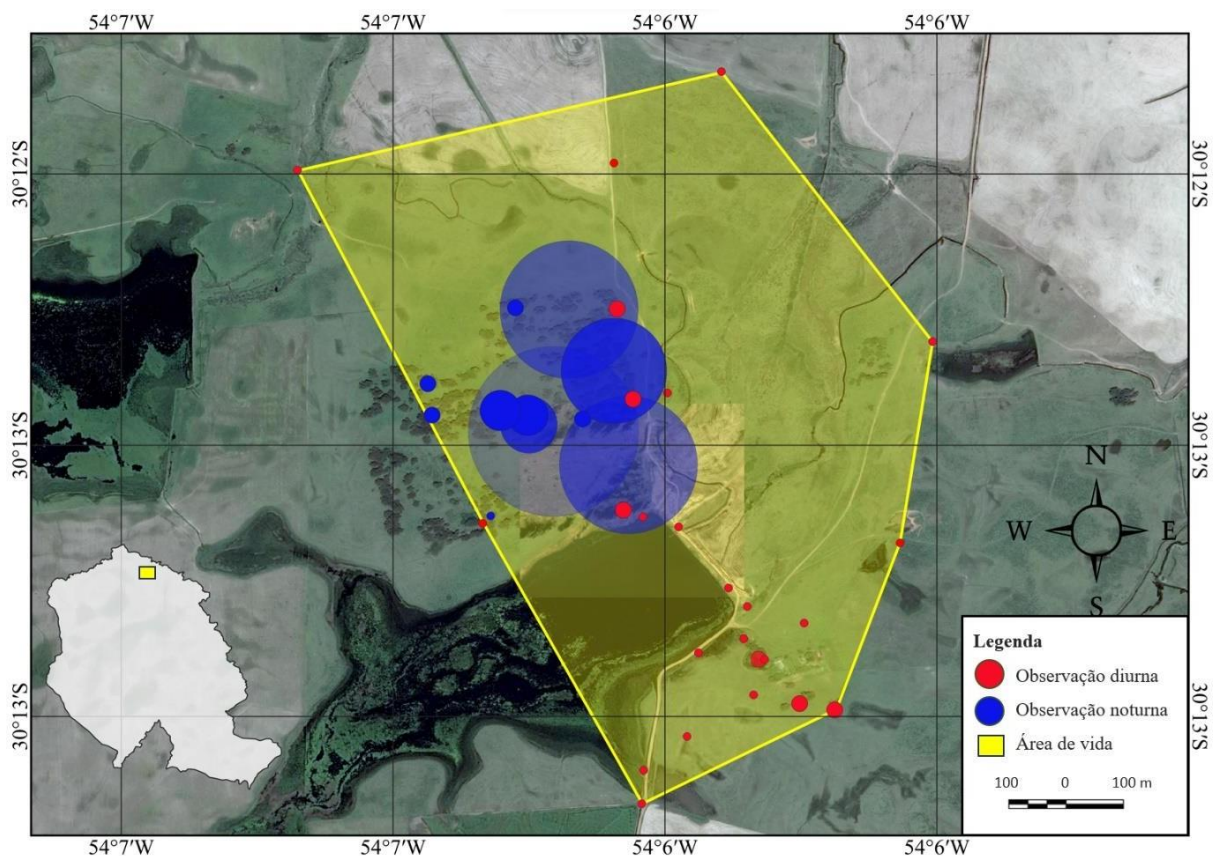 54°7'W 54°7'W 54°6'W 54°6'W
30°12'S 30°12'S
30°13'S 30°13'S
N
W E
S
Legenda
Observação diurna
Observação noturna
Área de vida
100 0 100 m
30°13'S 30°13'S
54°7'W 54°7'W 54°6'W 54°6'W